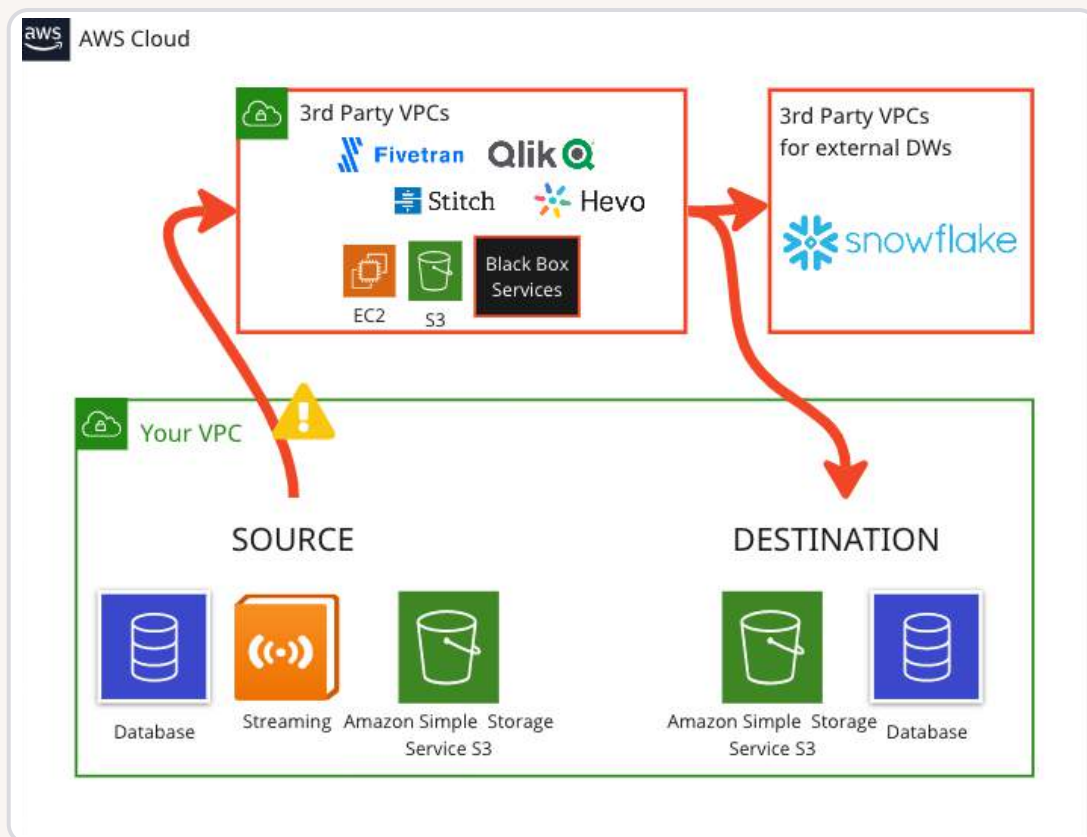 aws
AWS Cloud
3rd Party VPCs
Fivetran
Qlik
Stitch
Hevo
EC2
S3
Black Box
Services
3rd Party VPCs
for external DWs
snowflake
Your VPC
SOURCE
DESTINATION
Database
Streaming
Amazon Simple Storage
Service S3
Amazon Simple Storage
Service S3
Database